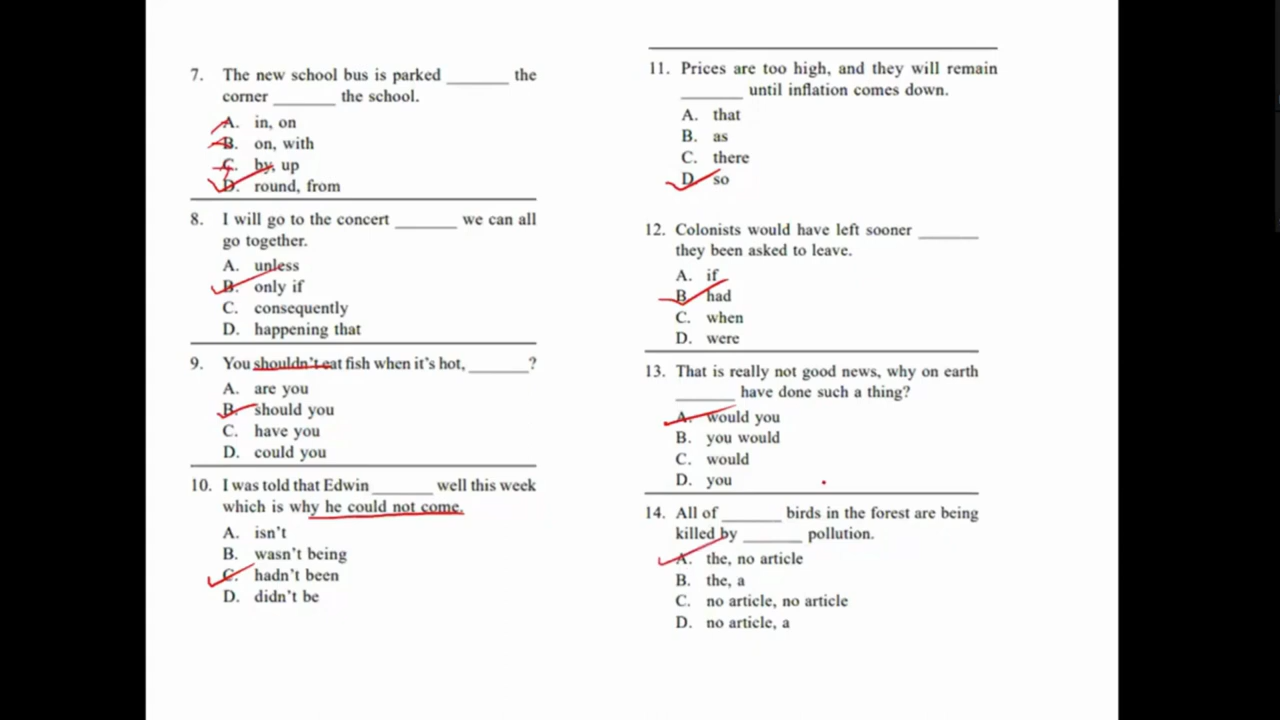 7. The new school bus is parked _______ the
corner _______ the school.
A. in, on
B. on, with
C. by, up
D. round, from
8. I will go to the concert _______ we can all
go together.
A. unless
B. only if
C. consequently
D. happening that
9. You shouldn't eat fish when it's hot, _______?
A. are you
B. should you
C. have you
D. could you
10. I was told that Edwin _______ well this week
which is why he could not come.
A. isn't
B. wasn't being
C. hadn't been
D. didn't be
11. Prices are too high, and they will remain
_______ until inflation comes down.
A. that
B. as
C. there
D. so
12. Colonists would have left sooner _______
they been asked to leave.
A. if
B. had
C. when
D. were
13. That is really not good news, why on earth
_______ have done such a thing?
A. would you
B. you would
C. would
D. you
14. All of _______ birds in the forest are being
killed by _______ pollution.
A. the, no article
B. the, a
C. no article, no article
D. no article, a